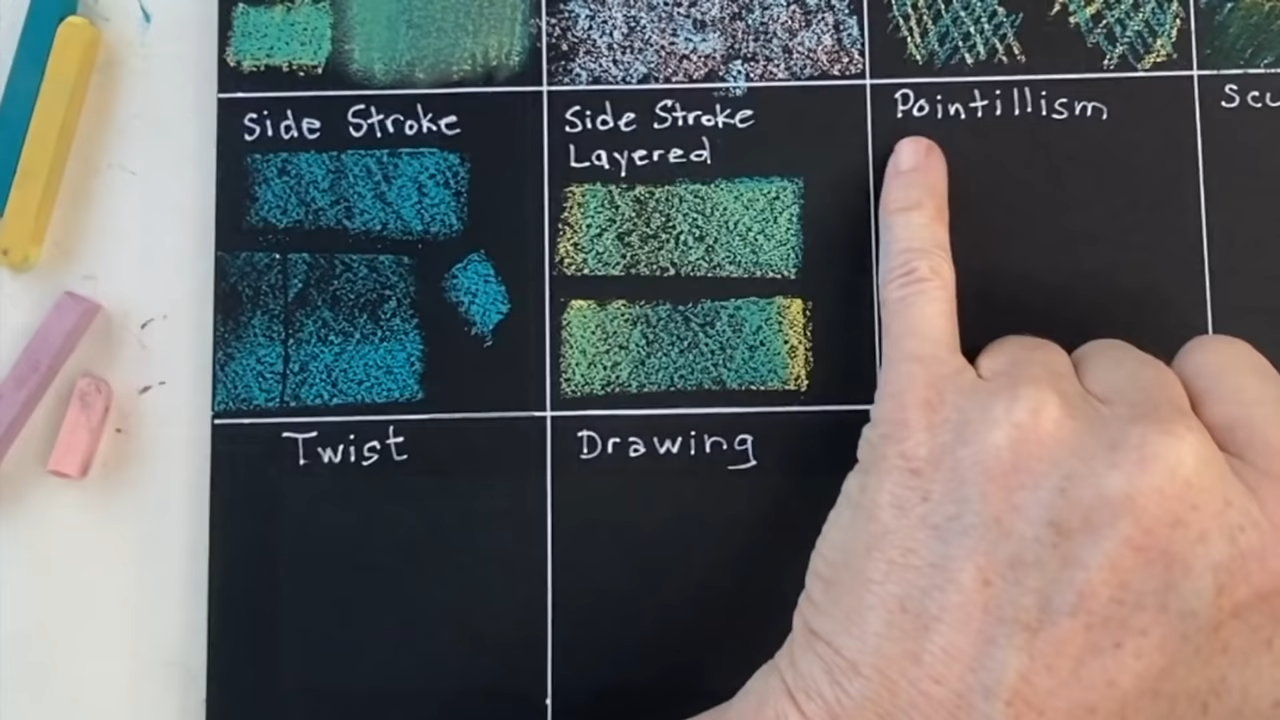 Side Stroke
Side Stroke
Layered
Pointillism
Twist
Drawing